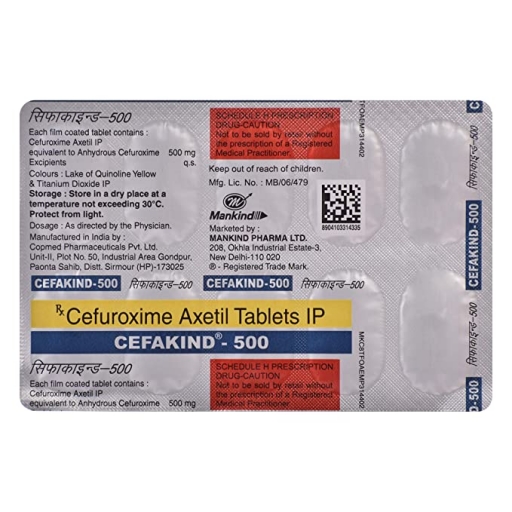 सिफाकाइन्ड-500
Each film coated tablet contains :
Cefuroxime Axetil IP
equivalent to Anhydrous Cefuroxime 500 mg
Excipients q.s.
Colours : Lake of Quinoline Yellow
& Titanium Dioxide IP
Storage : Store in a dry place at a
temperature not exceeding 30°C.
Protect from light.
Dosage : As directed by the Physician.
Manufactured in India by :
Copmed Pharmaceuticals Pvt. Ltd.
Unit-II, Plot No. 50, Industrial Area Gondpur,
Paonta Sahib, Distt. Sirmour (HP)-173025
SCHEDULE H PRESCRIPTION
DRUG-CAUTION
Not to be sold by retail without
the prescription of a Registered
Medical Practitioner.
Keep out of reach of children.
Mfg. Lic. No. : MB/06/479
Mankind
8904103314335
Marketed by :
MANKIND PHARMA LTD.
208, Okhla Industrial Estate-3,
New Delhi-110 020
® - Registered Trade Mark.
CEFAKIND-500 सिफाकाइन्ड-500 CEFAKIND-500 सिफाकाइन्ड-500
Rx Cefuroxime Axetil Tablets IP
CEFAKIND® - 500
सिफाकाइन्ड-500
Each film coated tablet contains :
Cefuroxime Axetil IP
equivalent to Anhydrous Cefuroxime 500 mg
SCHEDULE H PRESCRIPTION
DRUG-CAUTION
Not to be sold by retail without
the prescription of a Registered
Medical Practitioner.
सिफाकाइन्ड-500
CEFAKIND-500
सिफाकाइन्ड-500
D-500